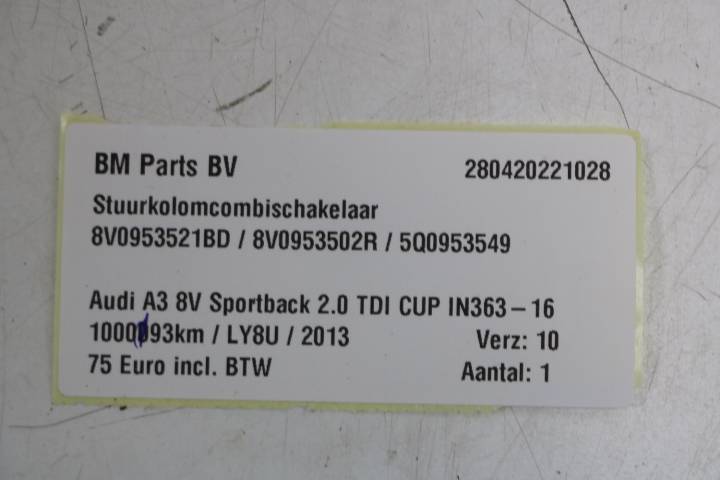 BM Parts BV 280420221028
Stuurkolomcombischakelaar
8V0953521BD / 8V0953502R / 5Q0953549
Audi A3 8V Sportback 2.0 TDI CUP IN363-16
/ LY8U / 2013 Verz: 10
75 Euro incl. BTW Aantal: 1